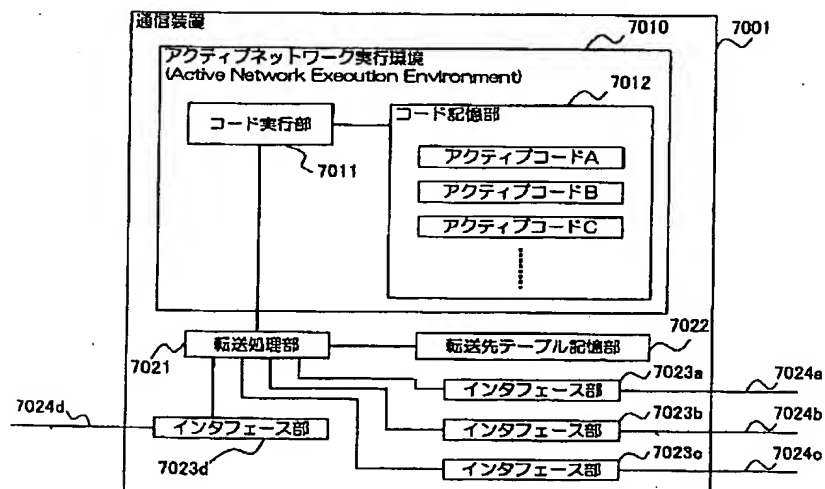 通信装置
7010
7001
アクティブネットワーク実行環境
(Active Network Execution Environment)
7012
コード実行部
コード記憶部
7011
アクティブコードA
アクティブコードB
アクティブコードC
転送処理部
転送先テーブル記憶部
7022
7021
7023a
7024a
インタフェース部
7024d
7023b
7024b
インタフェース部
インタフェース部
7023d
7023c
7024c
インタフェース部